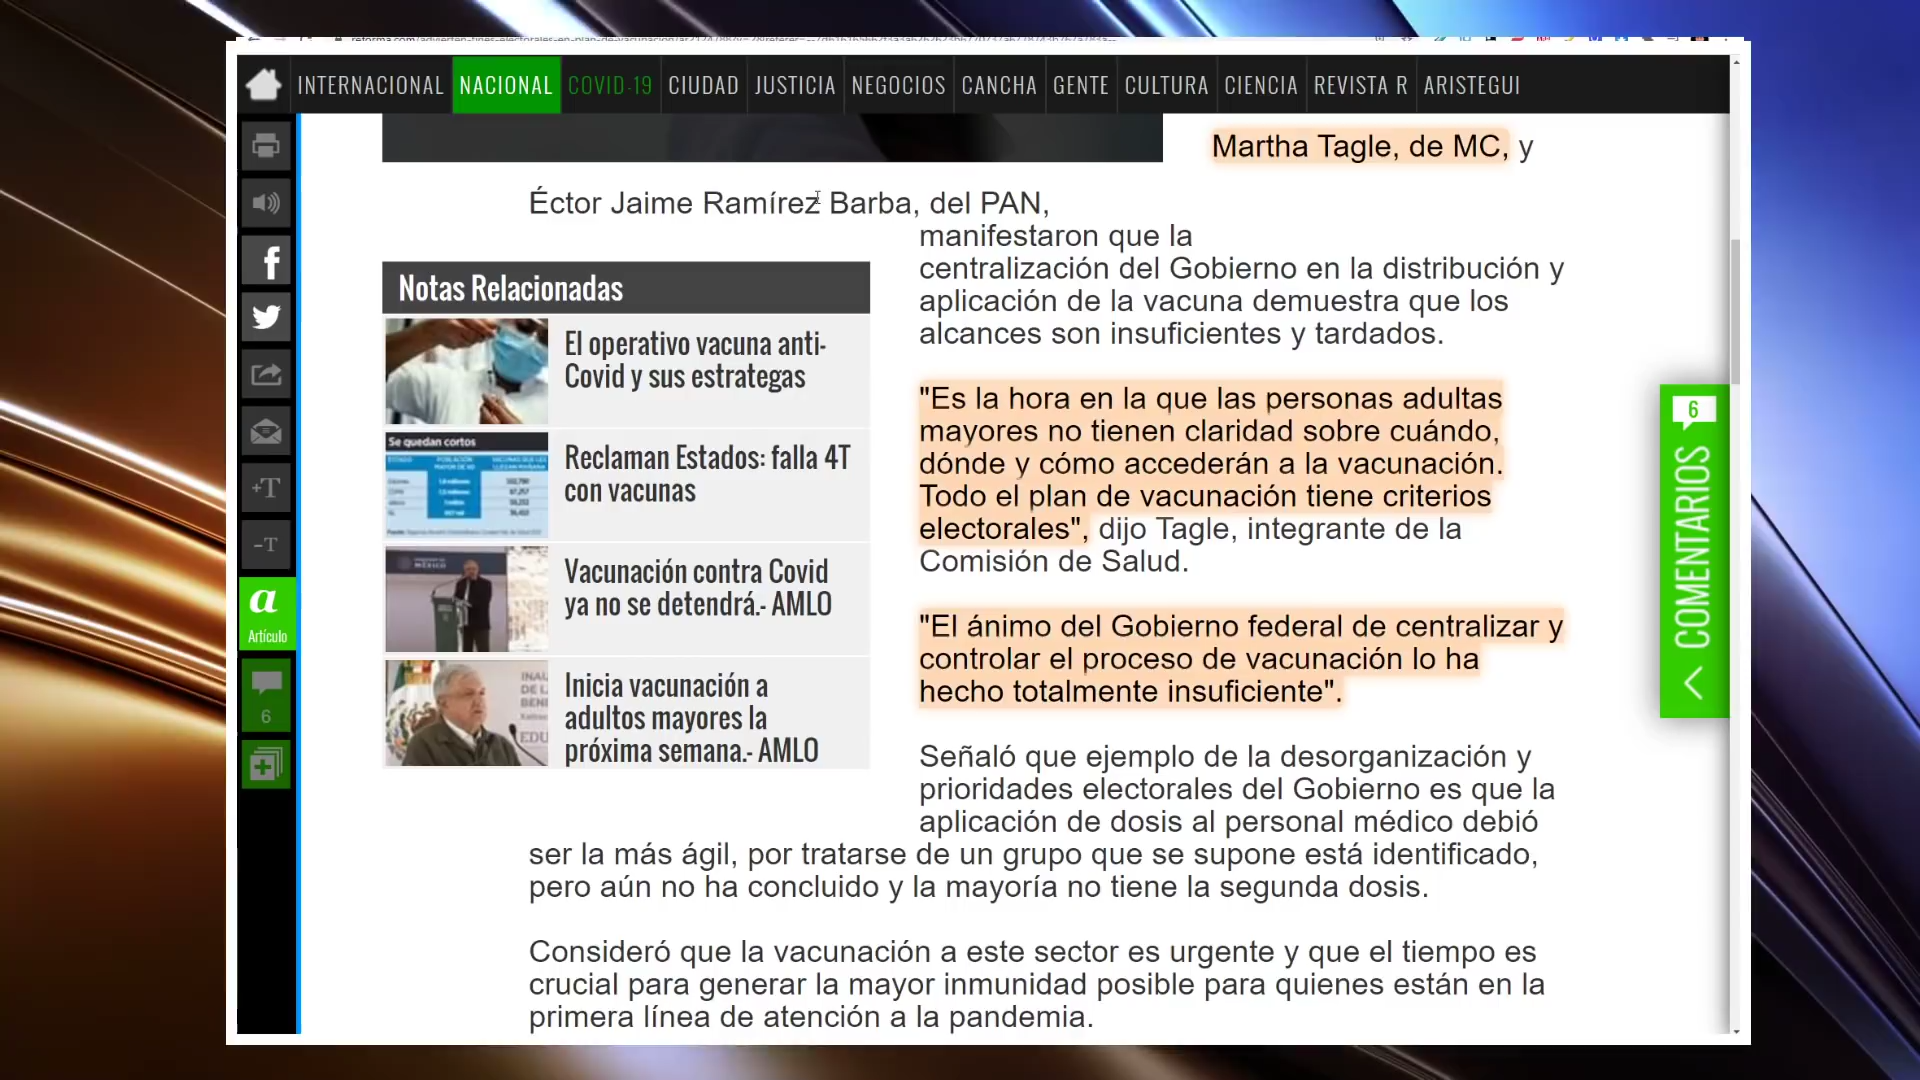 INTERNACIONAL NACIONAL COVID-19 CIUDAD JUSTICIA NEGOCIOS CANCHA GENTE CULTURA CIENCIA REVISTA R ARISTEGUI
Martha Tagle, de MC, y
Éctor Jaime Ramírez Barba, del PAN,
manifestaron que la
centralización del Gobierno en la distribución y
aplicación de la vacuna demuestra que los
alcances son insuficientes y tardados.
"Es la hora en la que las personas adultas
mayores no tienen claridad sobre cuándo,
dónde y cómo accederán a la vacunación.
Todo el plan de vacunación tiene criterios
electorales", dijo Tagle, integrante de la
Comisión de Salud.
"El ánimo del Gobierno federal de centralizar y
controlar el proceso de vacunación lo ha
hecho totalmente insuficiente".
Señaló que ejemplo de la desorganización y
prioridades electorales del Gobierno es que la
aplicación de dosis al personal médico debió
ser la más ágil, por tratarse de un grupo que se supone está identificado,
pero aún no ha concluido y la mayoría no tiene la segunda dosis.
Consideró que la vacunación a este sector es urgente y que el tiempo es
crucial para generar la mayor inmunidad posible para quienes están en la
primera línea de atención a la pandemia.
Notas Relacionadas
El operativo vacuna anti-
Covid y sus estrategas
Se quedan cortos
Reclaman Estados: falla 4T
con vacunas
MÉXICO
Vacunación contra Covid
ya no se detendrá.- AMLO
Inicia vacunación a
adultos mayores la
próxima semana.- AMLO
+T
-T
a
Artículo
6
6
COMENTARIOS